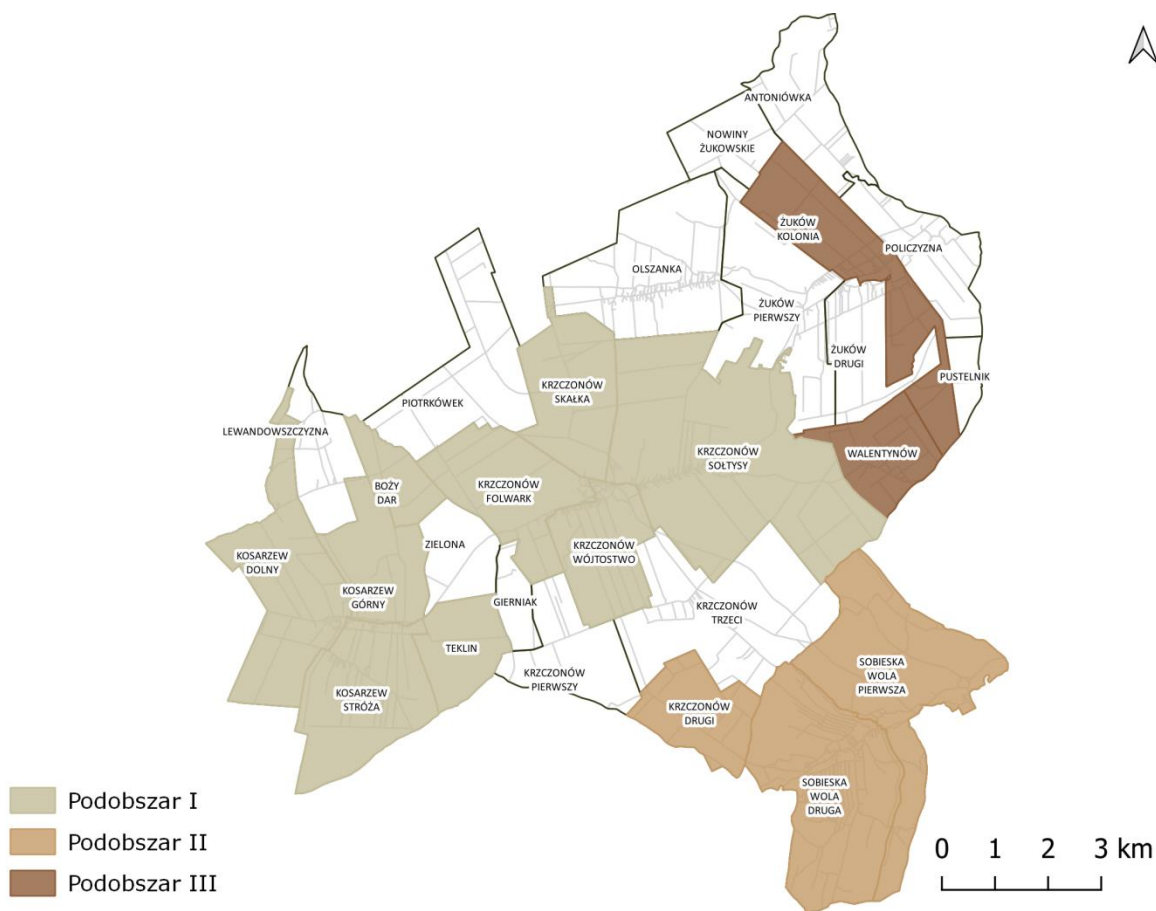 ANTONIÓWKA
NOWINY
ŻUKOWSKIE
ŻUKÓW
KOLONIA
POLICZYZNA
OLSZANKA
ŻUKÓW
PIERWSZY
ŻUKÓW
DRUGI
PUSTELNIK
KRZCZONÓW
SKAŁKA
PIOTRKÓWEK
LEWANDOWSZCZYZNA
WALENTYNÓW
KRZCZONÓW
SOŁTYSY
BOŻY
DAR
KRZCZONÓW
FOLWARK
ZIELONA
KRZCZONÓW
WÓJTOSTWO
KOSARZEW
DOLNY
KOSARZEW
GÓRNY
GIERNIAK
KRZCZONÓW
TRZECI
TEKLIN
KRZCZONÓW
PIERWSZY
SOBIESKA
WOLA
PIERWSZA
KOSARZEW
STRÓŻA
KRZCZONÓW
DRUGI
SOBIESKA
WOLA
DRUGA
Podobszar I
Podobszar II
Podobszar III
0 1 2 3 km